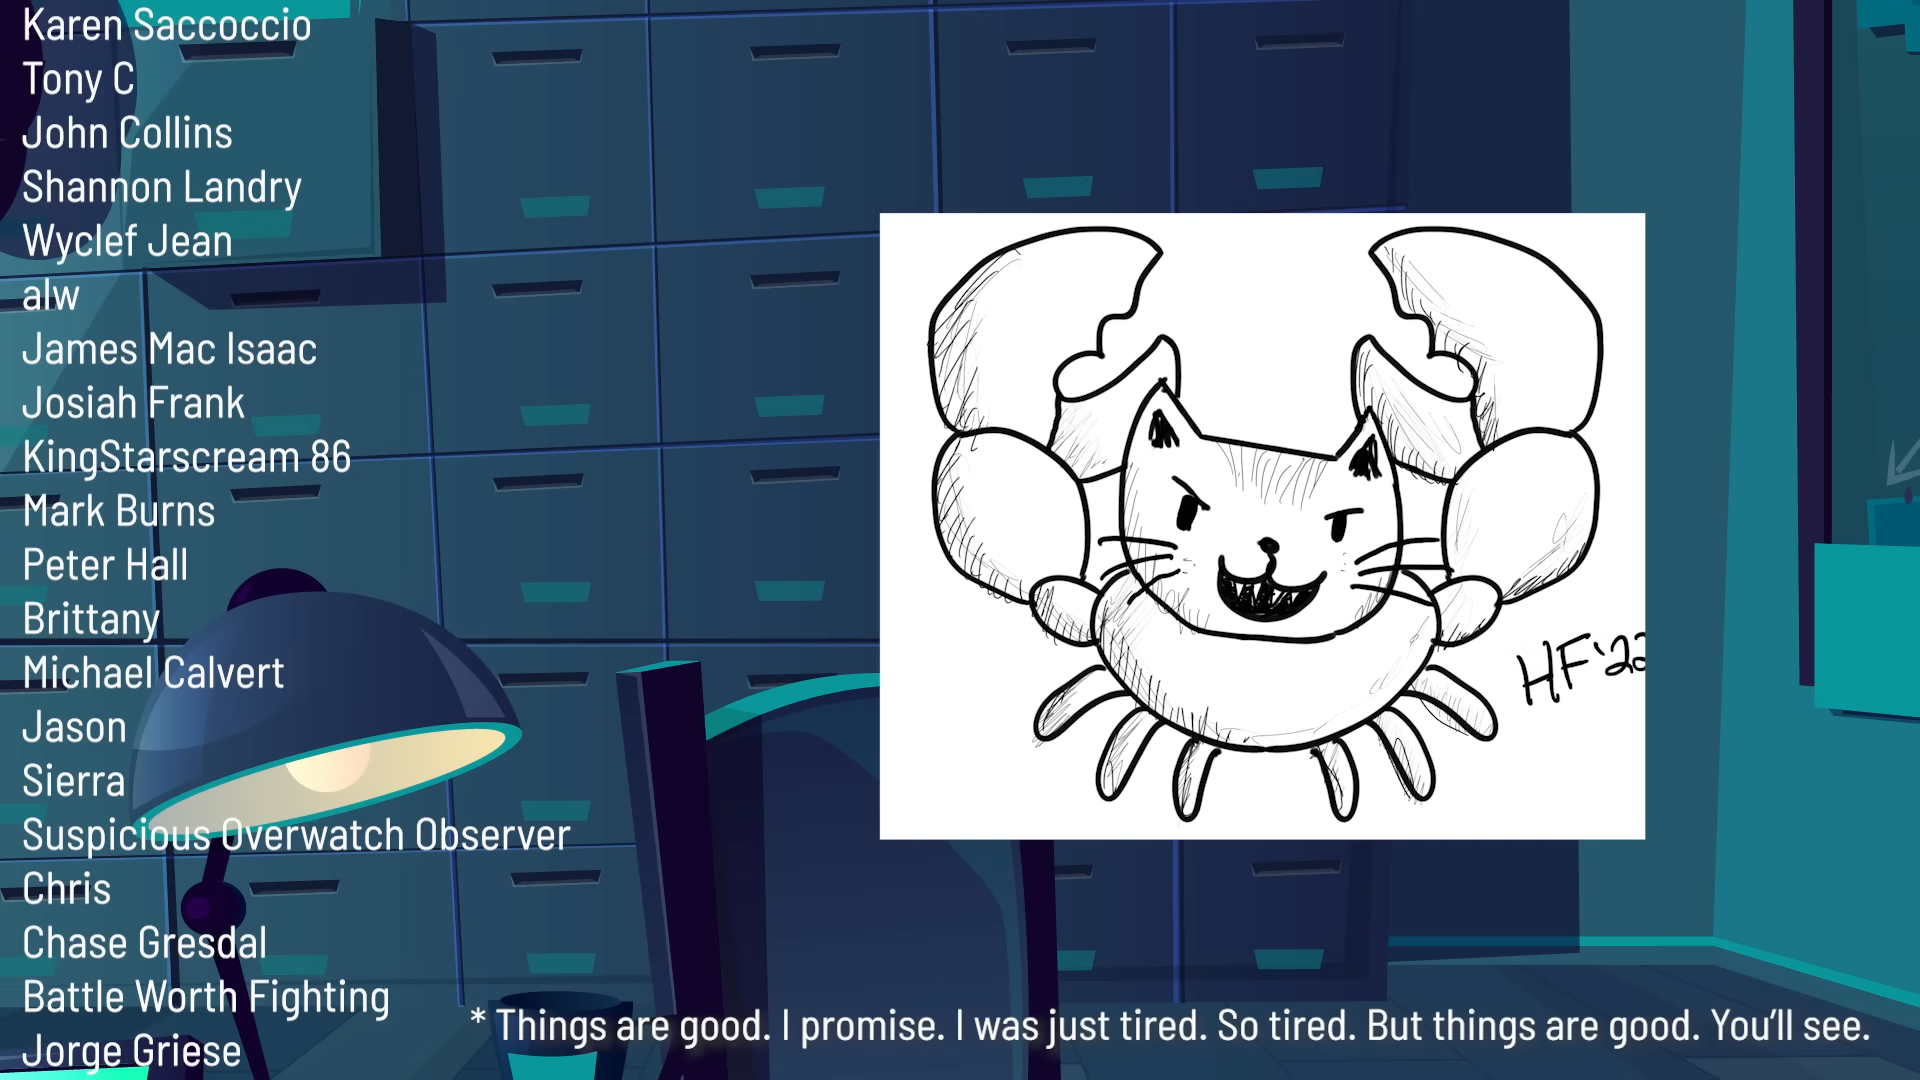 Karen Saccoccio
Tony C
John Collins
Shannon Landry
Wyclef Jean
alw
James Mac Isaac
Josiah Frank
KingStarscream 86
Mark Burns
Peter Hall
Brittany
Michael Calvert
Jason
Sierra
Suspicious Overwatch Observer
Chris
Chase Gresdal
Battle Worth Fighting
Jorge Griese
HF'22
* Things are good. I promise. I was just tired. So tired. But things are good. You'll see.